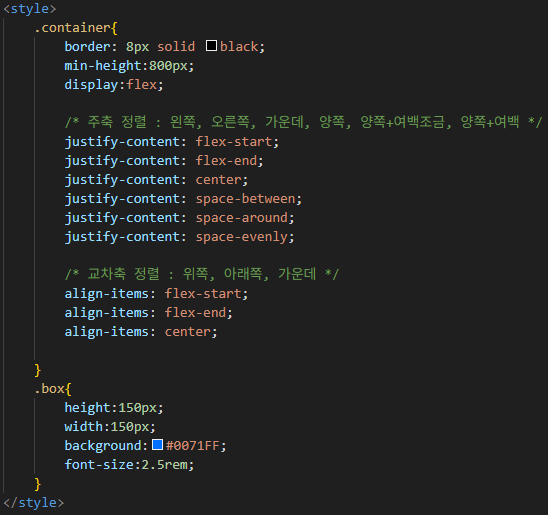 <style>
    .container{
        border: 8px solid black;
        min-height:800px;
        display:flex;

        /* 주축 정렬 : 왼쪽, 오른쪽, 가운데, 양쪽, 양쪽+여백조금, 양쪽+여백 */
        justify-content: flex-start;
        justify-content: flex-end;
        justify-content: center;
        justify-content: space-between;
        justify-content: space-around;
        justify-content: space-evenly;

        /* 교차축 정렬 : 위쪽, 아래쪽, 가운데 */
        align-items: flex-start;
        align-items: flex-end;
        align-items: center;

    }
    .box{
        height:150px;
        width:150px;
        background:#0071FF;
        font-size:2.5rem;
    }
</style>